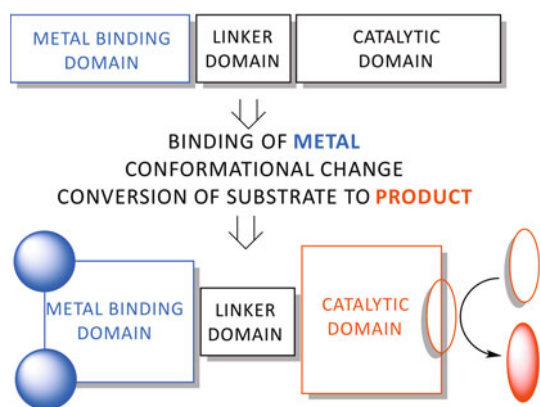 METAL BINDING
DOMAIN
LINKER
DOMAIN
CATALYTIC
DOMAIN
BINDING OF METAL
CONFORMATIONAL CHANGE
CONVERSION OF SUBSTRATE TO PRODUCT
METAL BINDING
DOMAIN
LINKER
DOMAIN
CATALYTIC
DOMAIN